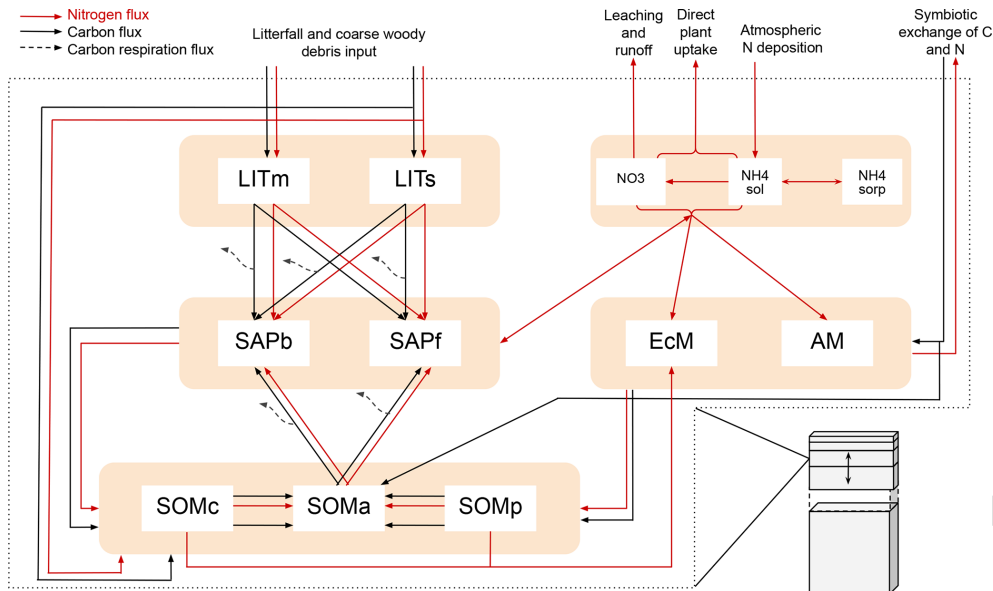 Nitrogen flux
Carbon flux
Carbon respiration flux
Litterfall and coarse woody
debris input
Leaching
and
runoff
Direct
plant
uptake
Atmospheric
N deposition
Symbiotic
exchange of C
and N
LITm
LITs
NO3
NH4
sol
NH4
sorp
SAPb
SAPf
EcM
AM
SOMc
SOMa
SOMp